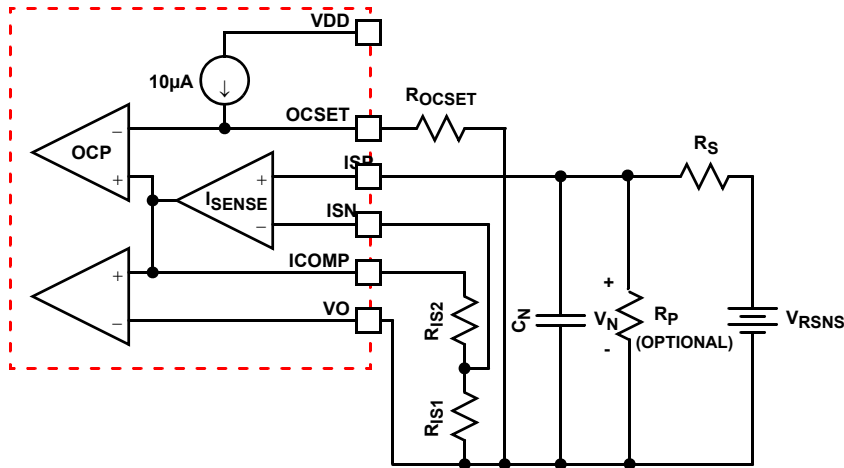 VDD
10µA
↓
OCSET
ROCSET
−
OCP
+
ISP
RS
+
ISENSE
−
ISN
+
ICOMP
−
VO
RIS2
RIS1
CN
+
VN
-
RP
(OPTIONAL)
VRSNS